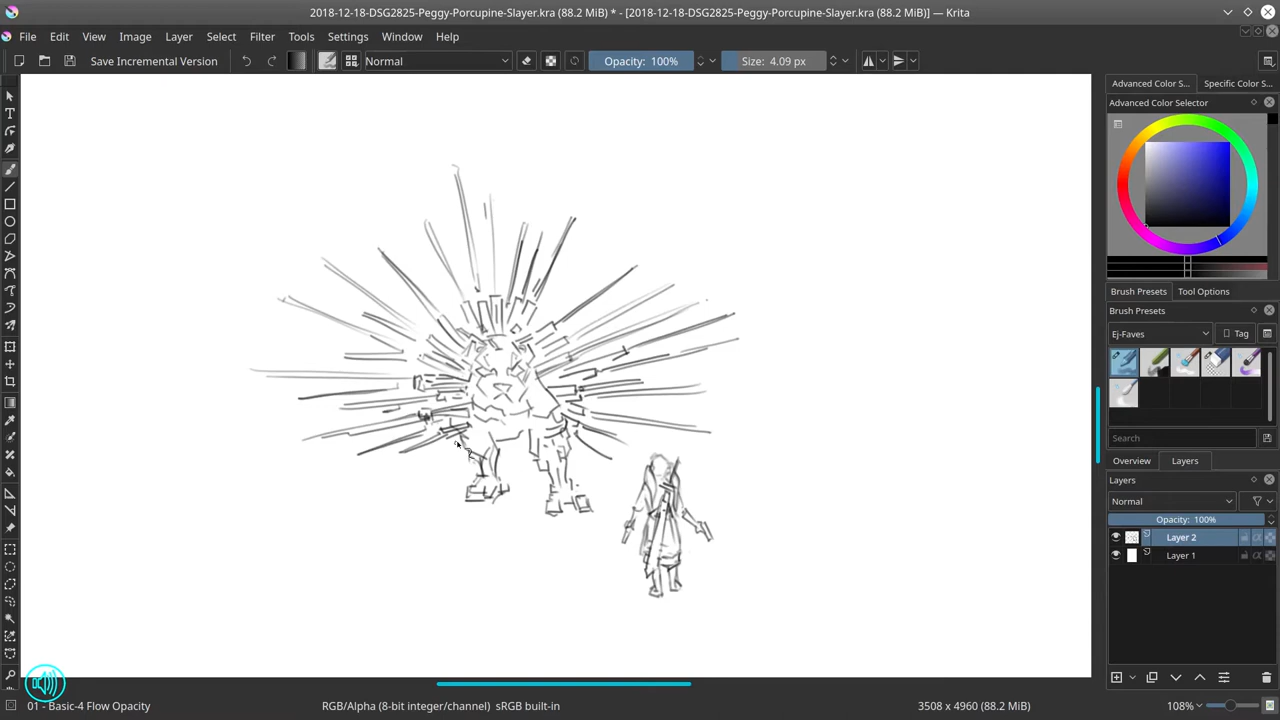 2018-12-18-DSG2825-Peggy-Porcupine-Slayer.kra (88.2 MiB) * - [2018-12-18-DSG2825-Peggy-Porcupine-Slayer.kra (88.2 MiB)] — Krita
File Edit View Image Layer Select Filter Tools Settings Window Help
Save Incremental Version Normal Opacity: 100% Size: 4.09 px
Advanced Color S... Specific Color S...
Advanced Color Selector
Brush Presets Tool Options
Brush Presets
Ej-Faves Tag
Search
Overview Layers
Layers
Normal
Opacity: 100%
Layer 2
Layer 1
01 - Basic-4 Flow Opacity RGB/Alpha (8-bit integer/channel) sRGB built-in 3508 x 4960 (88.2 MiB) 108%